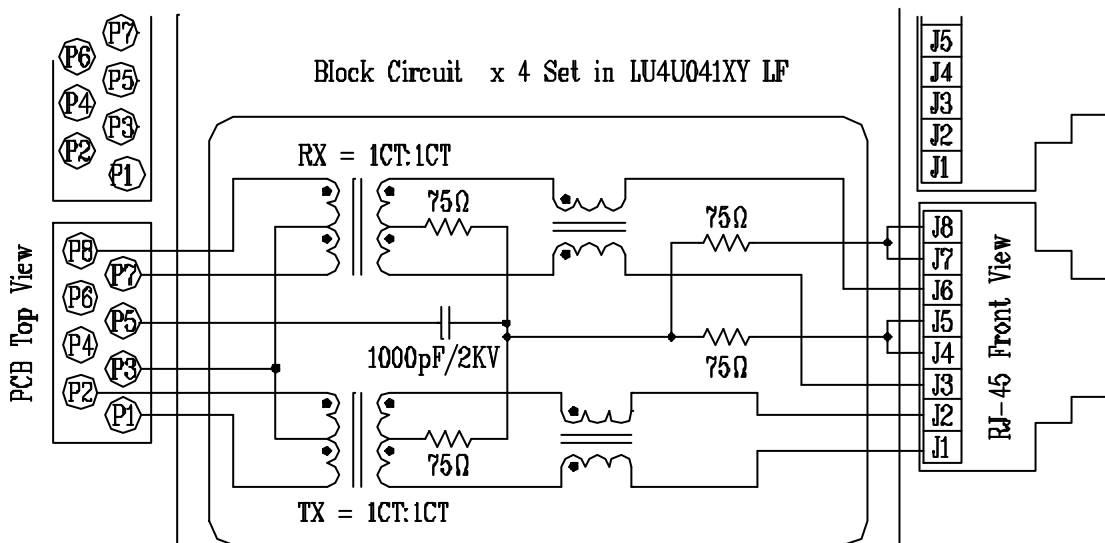 P7
P6
P5
P4
P3
P2
P1
Block Circuit x 4 Set in LU4U041XY LF
J5
J4
J3
J2
J1
RX = 1CT:1CT
75Ω
75Ω
PCB Top View
P8
P7
P6
P5
P4
P3
P2
P1
1000pF/2KV
75Ω
75Ω
TX = 1CT:1CT
J8
J7
J6
J5
J4
J3
J2
J1
RJ-45 Front View